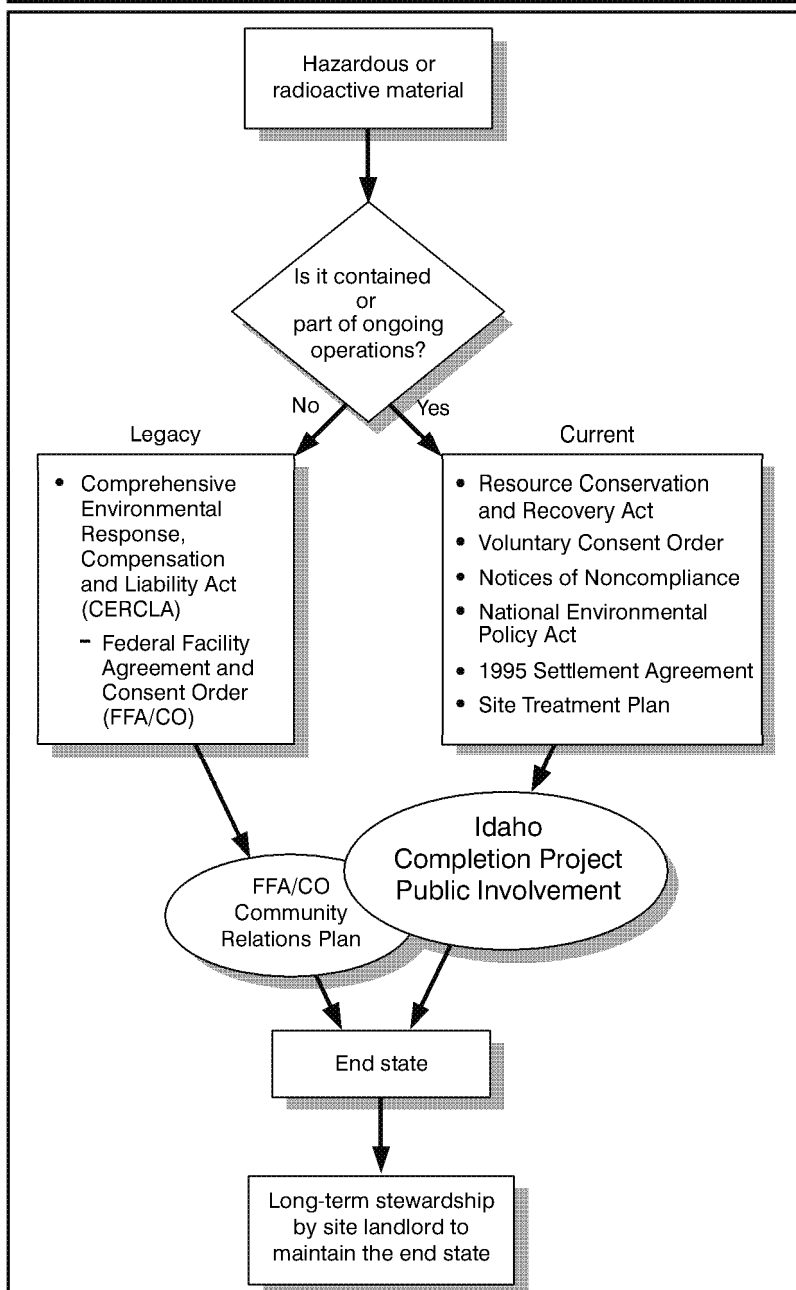 Hazardous or
radioactive material
Is it contained
or
part of ongoing
operations?
No
Yes
Legacy
• Comprehensive
Environmental
Response,
Compensation
and Liability Act
(CERCLA)
– Federal Facility
Agreement and
Consent Order
(FFA/CO)
Current
• Resource Conservation
and Recovery Act
• Voluntary Consent Order
• Notices of Noncompliance
• National Environmental
Policy Act
• 1995 Settlement Agreement
• Site Treatment Plan
FFA/CO
Community
Relations Plan
Idaho
Completion Project
Public Involvement
End state
Long-term stewardship
by site landlord to
maintain the end state